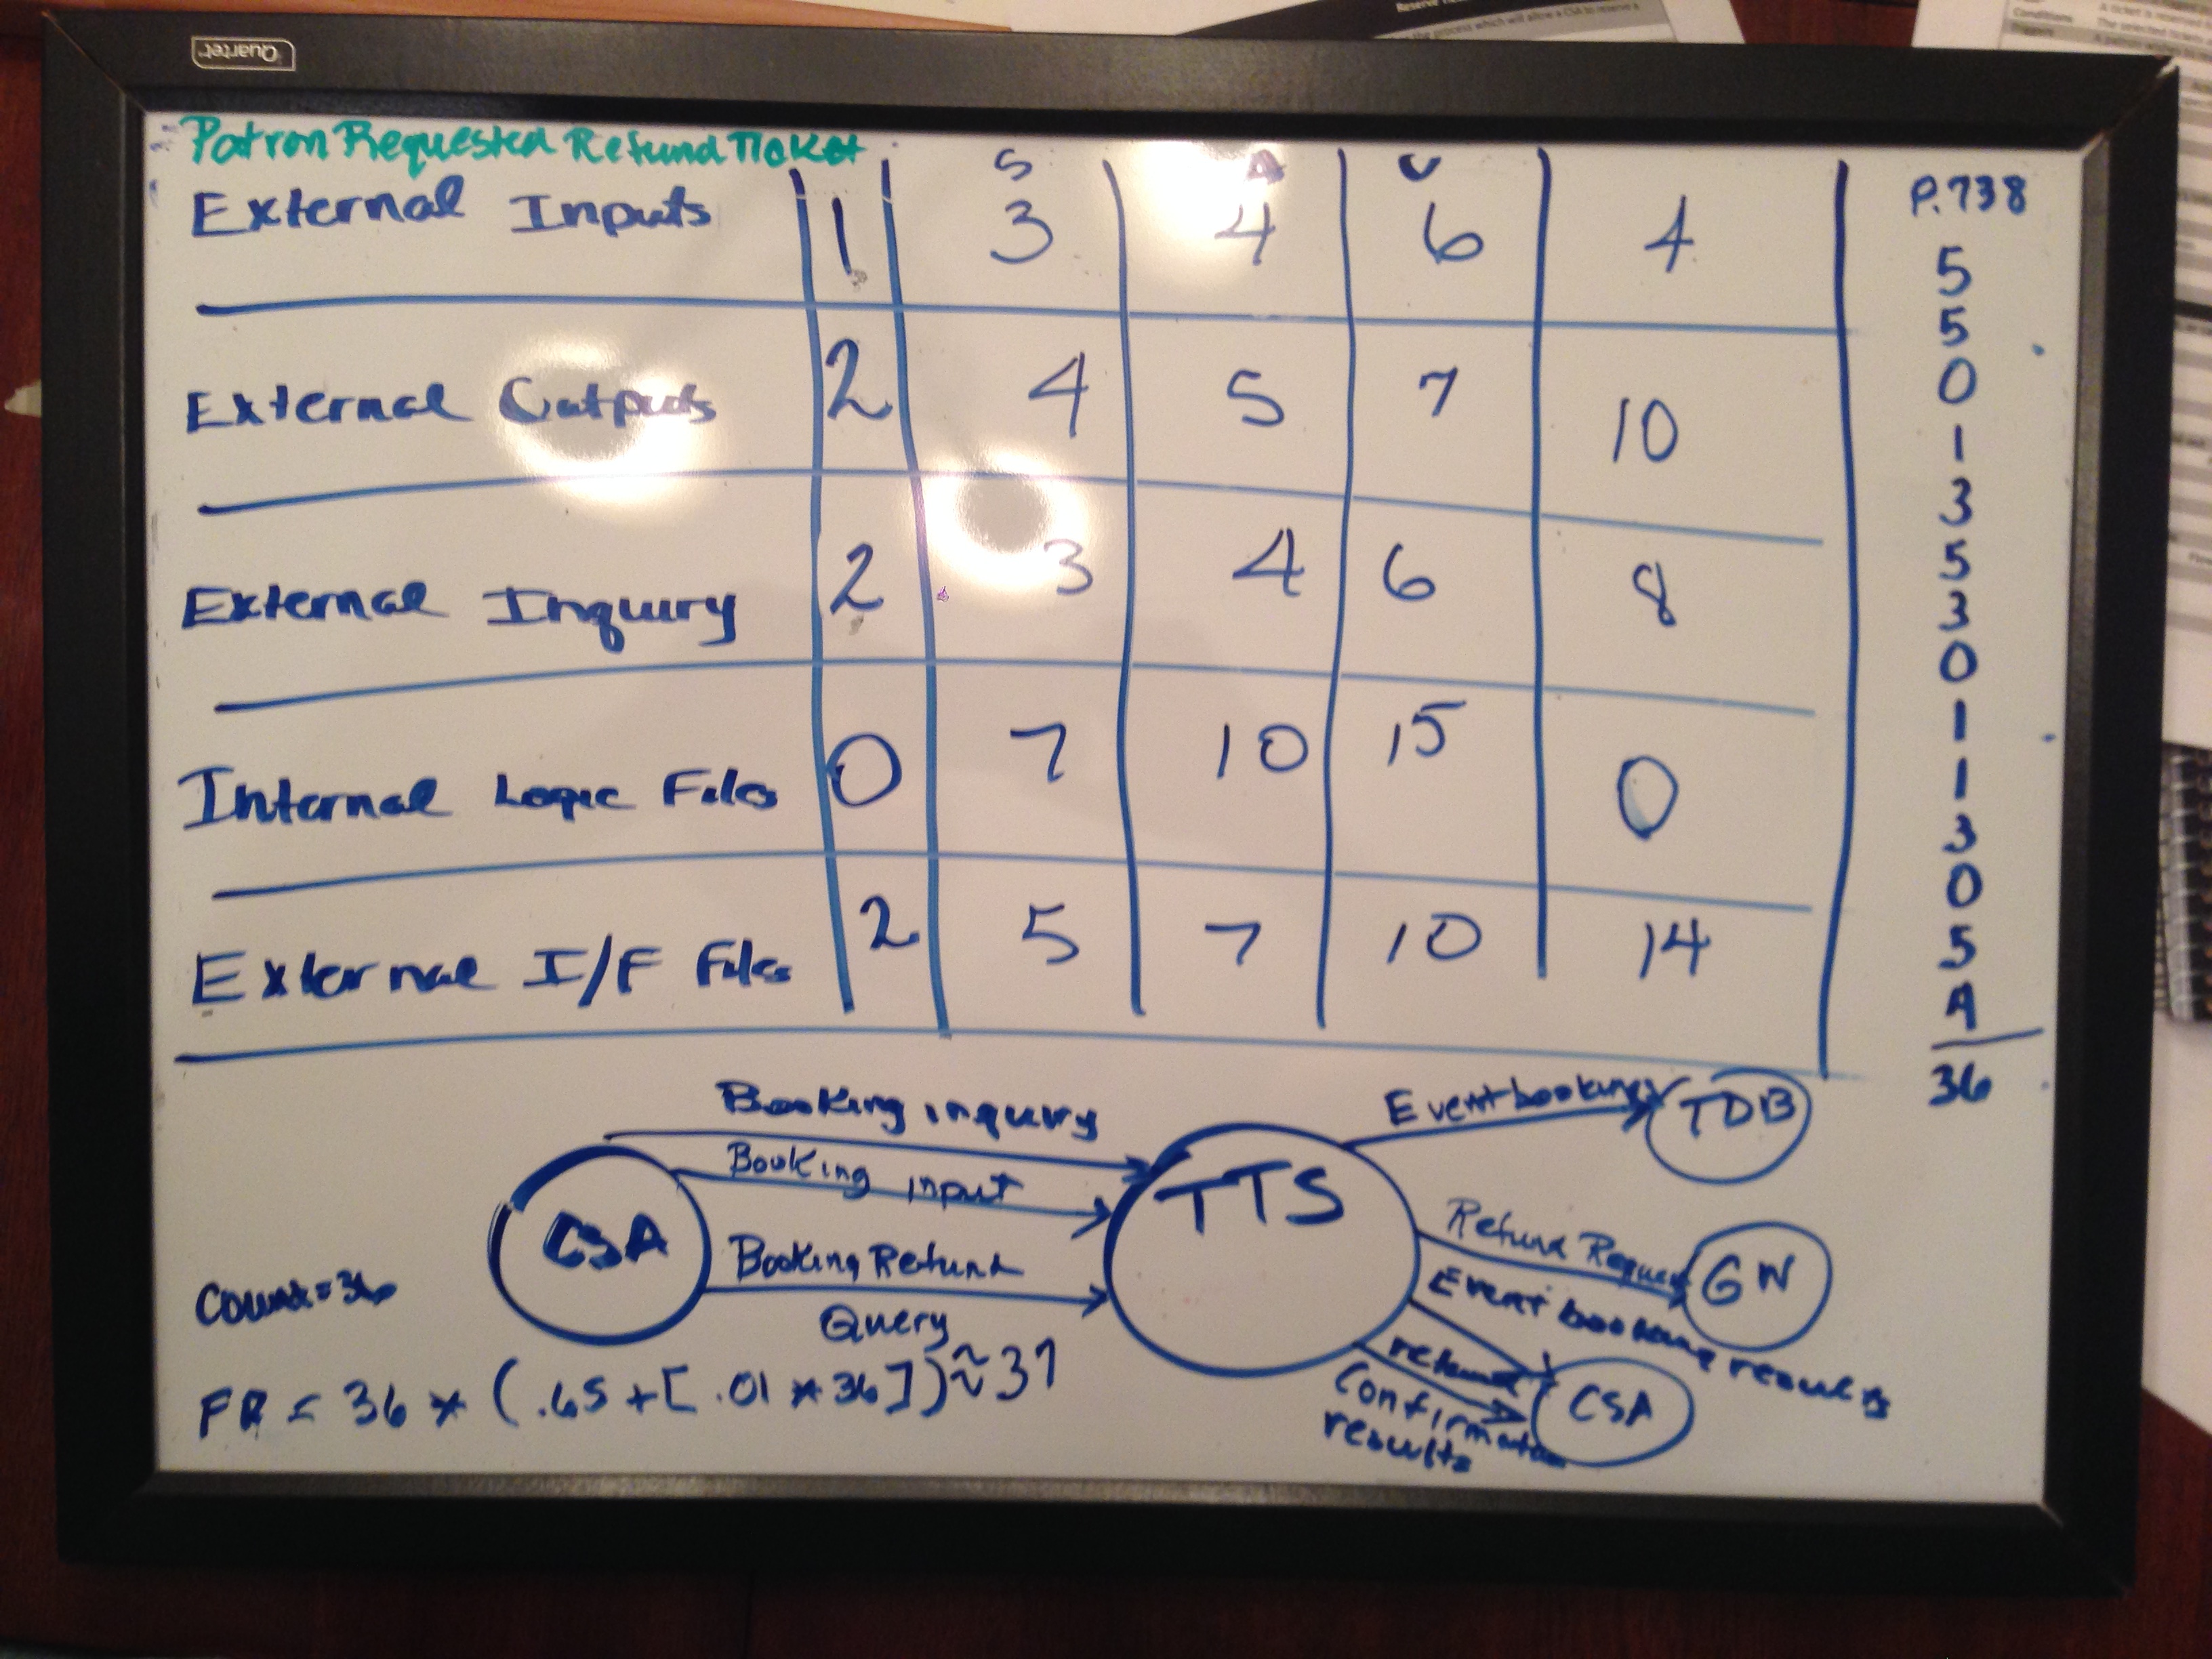 Quartet
Patron Requested Refund Ticket
S A C
External Inputs 1 3 4 6 4
External Outputs 2 4 5 7 10
External Inquiry 2 3 4 6 8
Internal Logic Files 0 7 10 15 0
External I/F Files 2 5 7 10 14
P.738
5
5
0
1
3
5
3
0
1
1
3
0
5
4
36
Booking inquiry
Booking input
Booking Refund
Query
CSA
TTS
Event booking
TDB
Refund Request
GW
Event booking results
refund
Confirmation
results
CSA
Count = 36
FP = 36 * (.65 + [.01 * 36]) ≈ 37